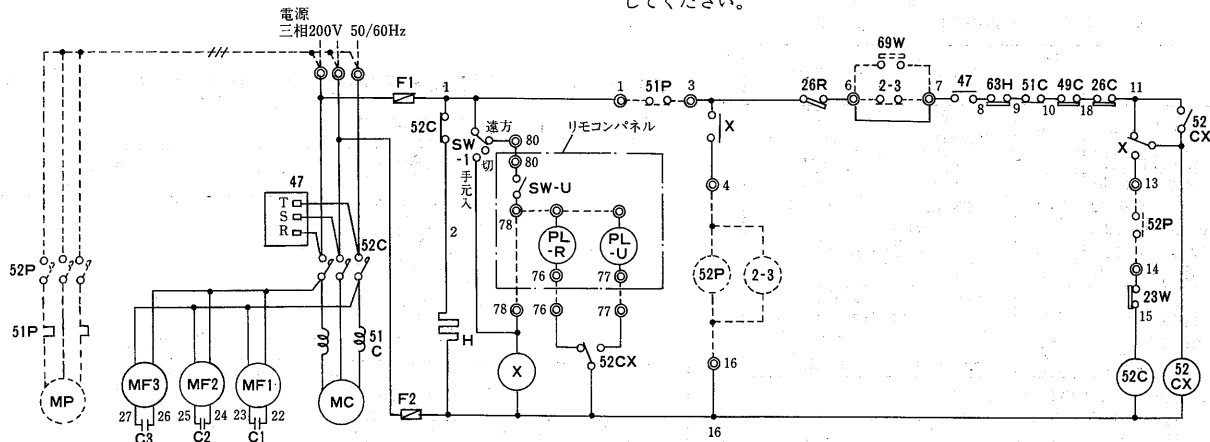 してください。
電源
三相200V 50/60Hz
F1
1
1
51P
3
26R
69W
6
2-3
7
47
63H
8
9
51C
10
49C
18
26C
11
52
CX
52C
SW
-1
遠方
切
手元入
リモコンパネル
80
80
SW-U
78
X
4
X
13
52P
47
T
S
R
52C
2
PL
-R
PL
-U
52P
2-3
14
52P
76
77
23W
15
78
76
77
51P
51
C
H
52CX
16
MP
MF3
MF2
MF1
MC
X
52C
52
CX
27
26
25
24
23
22
C3
C2
C1
F2
16